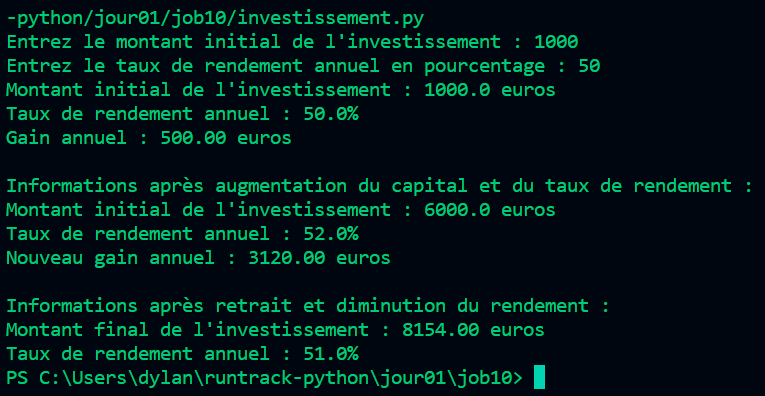 -python/jour01/job10/investissement.py
Entrez le montant initial de l'investissement : 1000
Entrez le taux de rendement annuel en pourcentage : 50
Montant initial de l'investissement : 1000.0 euros
Taux de rendement annuel : 50.0%
Gain annuel : 500.00 euros
Informations après augmentation du capital et du taux de rendement :
Montant initial de l'investissement : 6000.0 euros
Taux de rendement annuel : 52.0%
Nouveau gain annuel : 3120.00 euros
Informations après retrait et diminution du rendement :
Montant final de l'investissement : 8154.00 euros
Taux de rendement annuel : 51.0%
PS C:\Users\dylan\runtrack-python\jour01\job10>